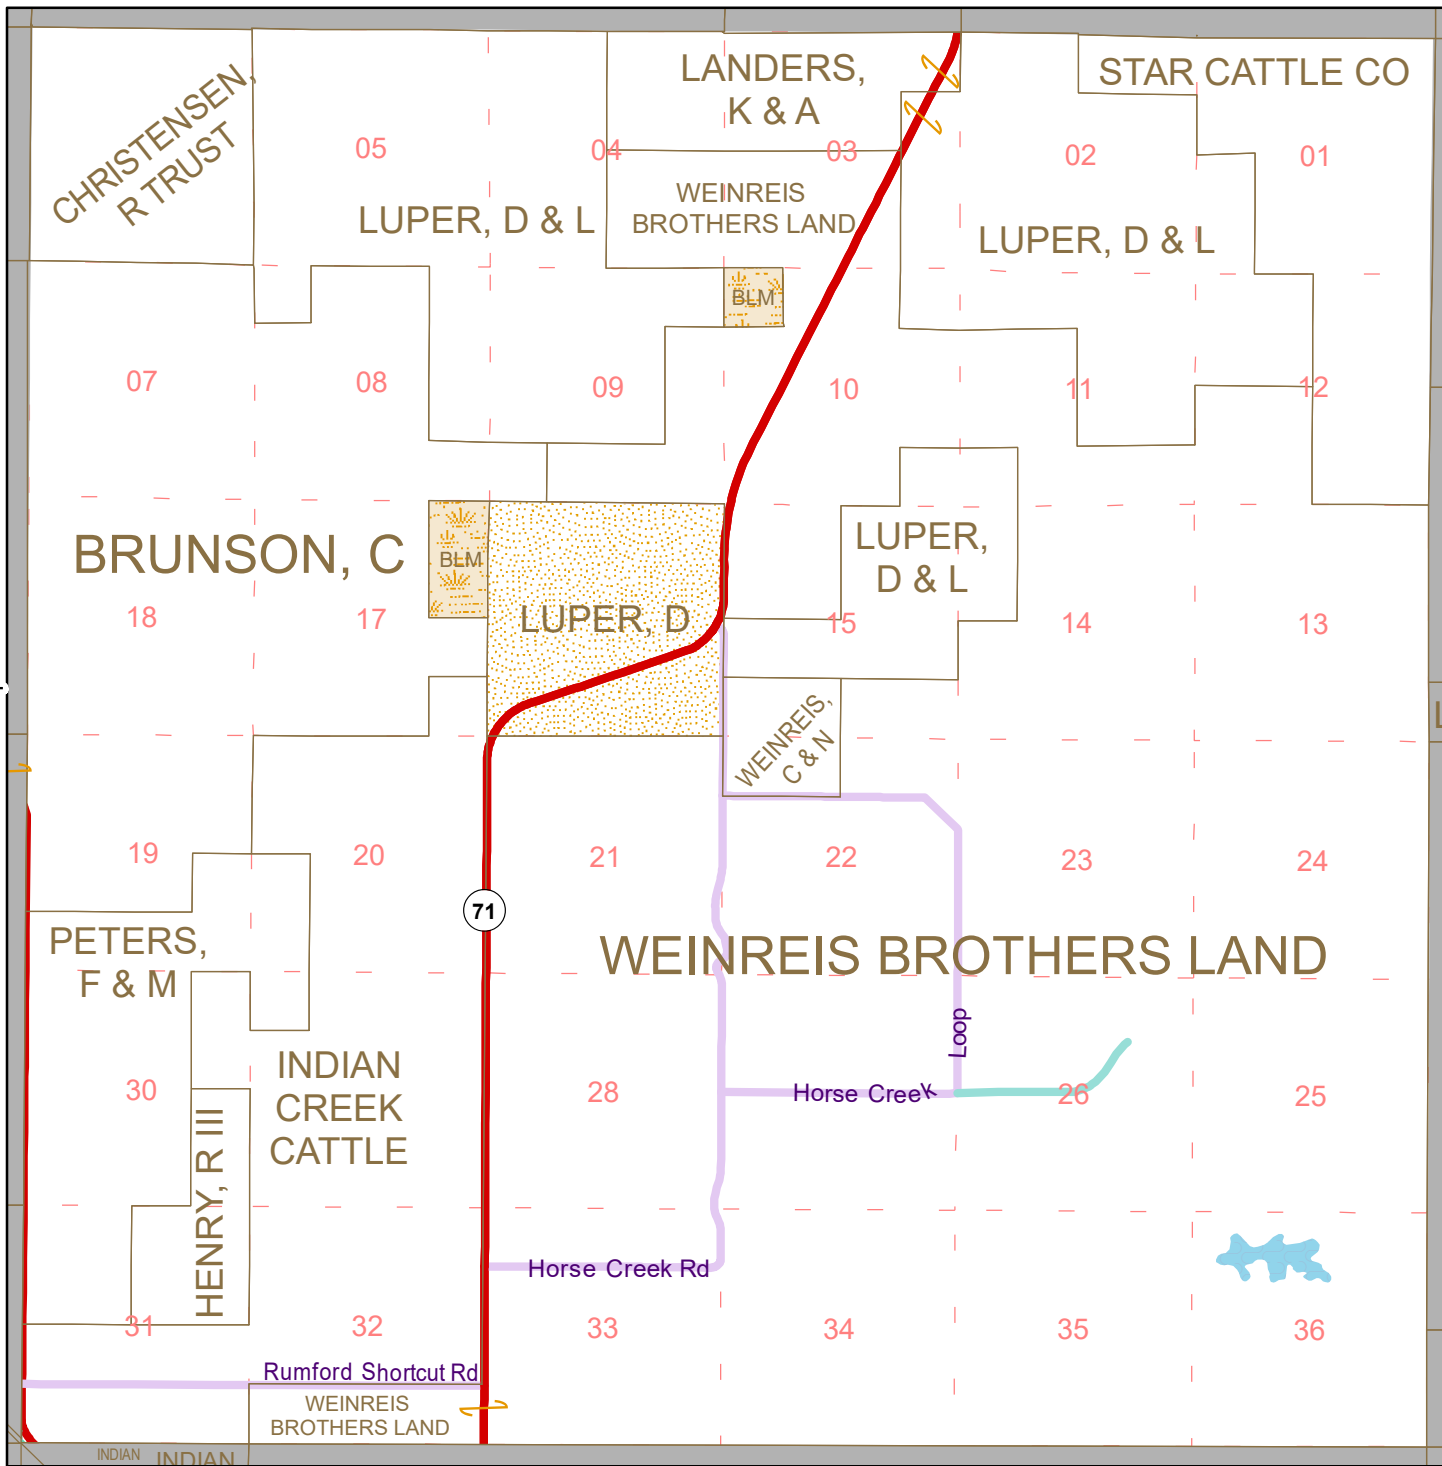 LANDERS,
K & A
STAR CATTLE CO
CHRISTENSEN,
R TRUST
05
04
03
02
01
WEINREIS
BROTHERS LAND
LUPER, D & L
LUPER, D & L
BLM
07
08
09
10
11
12
BRUNSON, C
BLM
LUPER,
D & L
LUPER, D
18
17
15
14
13
WEINREIS,
C & N
19
20
21
22
23
24
71
PETERS,
F & M
WEINREIS BROTHERS LAND
Loop
INDIAN
CREEK
CATTLE
30
28
Horse Creek
26
25
HENRY, R III
Horse Creek Rd
31
32
33
34
35
36
Rumford Shortcut Rd
WEINREIS
BROTHERS LAND
INDIAN
INDIAN